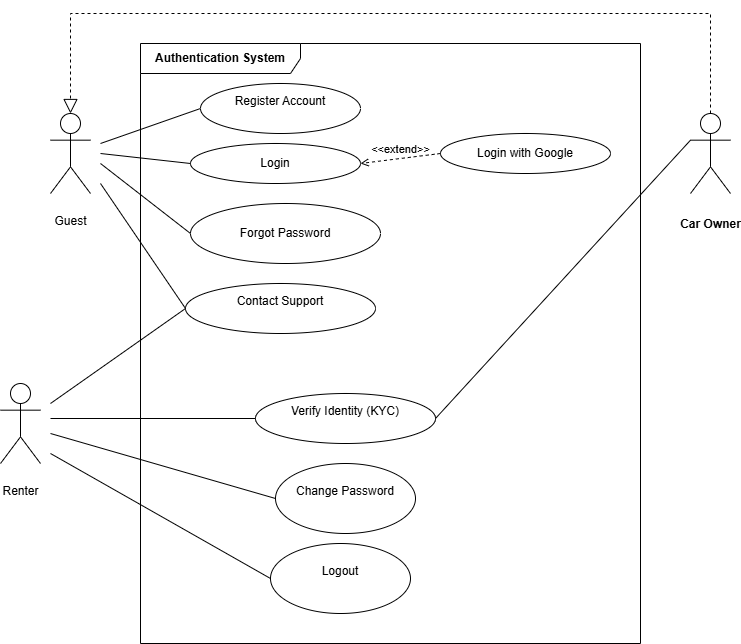 Authentication System
Register Account
Login
<<extend>>
Login with Google
Guest
Car Owner
Forgot Password
Contact Support
Verify Identity (KYC)
Renter
Change Password
Logout